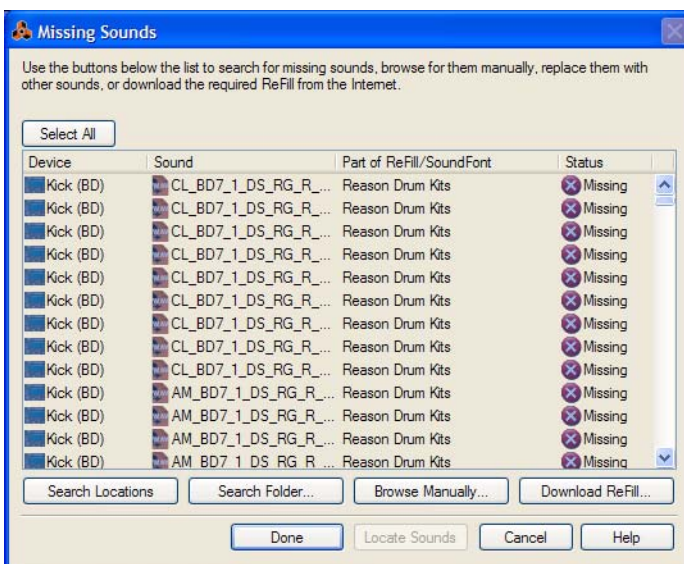 Missing Sounds
Use the buttons below the list to search for missing sounds, browse for them manually, replace them with
other sounds, or download the required ReFill from the Internet.
Select All
Device Sound Part of ReFill/SoundFont Status
Kick (BD) CL_BD7_1_DS_RG_R_... Reason Drum Kits Missing
Kick (BD) CL_BD7_1_DS_RG_R_... Reason Drum Kits Missing
Kick (BD) CL_BD7_1_DS_RG_R_... Reason Drum Kits Missing
Kick (BD) CL_BD7_1_DS_RG_R_... Reason Drum Kits Missing
Kick (BD) CL_BD7_1_DS_RG_R_... Reason Drum Kits Missing
Kick (BD) CL_BD7_1_DS_RG_R_... Reason Drum Kits Missing
Kick (BD) CL_BD7_1_DS_RG_R_... Reason Drum Kits Missing
Kick (BD) CL_BD7_1_DS_RG_R_... Reason Drum Kits Missing
Kick (BD) CL_BD7_1_DS_RG_R_... Reason Drum Kits Missing
Kick (BD) AM_BD7_1_DS_RG_R_... Reason Drum Kits Missing
Kick (BD) AM_BD7_1_DS_RG_R_... Reason Drum Kits Missing
Kick (BD) AM_BD7_1_DS_RG_R_... Reason Drum Kits Missing
Kick (BD) AM_BD7_1_DS_RG_R_... Reason Drum Kits Missing
Search Locations Search Folder... Browse Manually... Download ReFill...
Done Locate Sounds Cancel Help